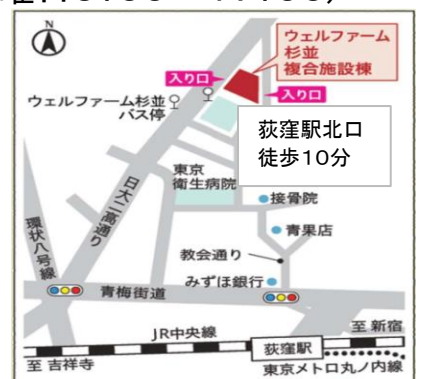 N
ウェルファーム
杉並
複合施設棟
入り口
入り口
ウェルファーム杉並
バス停
荻窪駅北口
徒歩10分
東京
衛生病院
日大二高通り
接骨院
環状八号線
青果店
教会通り
みずほ銀行
青梅街道
JR中央線
至 新宿
荻窪駅
至 吉祥寺
東京メトロ丸ノ内線